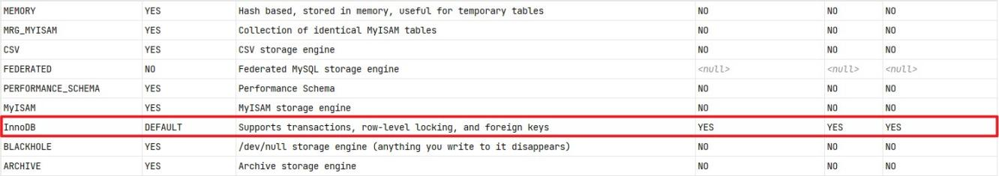 MEMORY YES Hash based, stored in memory, useful for temporary tables NO NO NO
MRG_MYISAM YES Collection of identical MyISAM tables NO NO NO
CSV YES CSV storage engine NO NO NO
FEDERATED NO Federated MySQL storage engine <null> <null> <null>
PERFORMANCE_SCHEMA YES Performance Schema NO NO NO
MyISAM YES MyISAM storage engine NO NO NO
InnoDB DEFAULT Supports transactions, row-level locking, and foreign keys YES YES YES
BLACKHOLE YES /dev/null storage engine (anything you write to it disappears) NO NO NO
ARCHIVE YES Archive storage engine NO NO NO